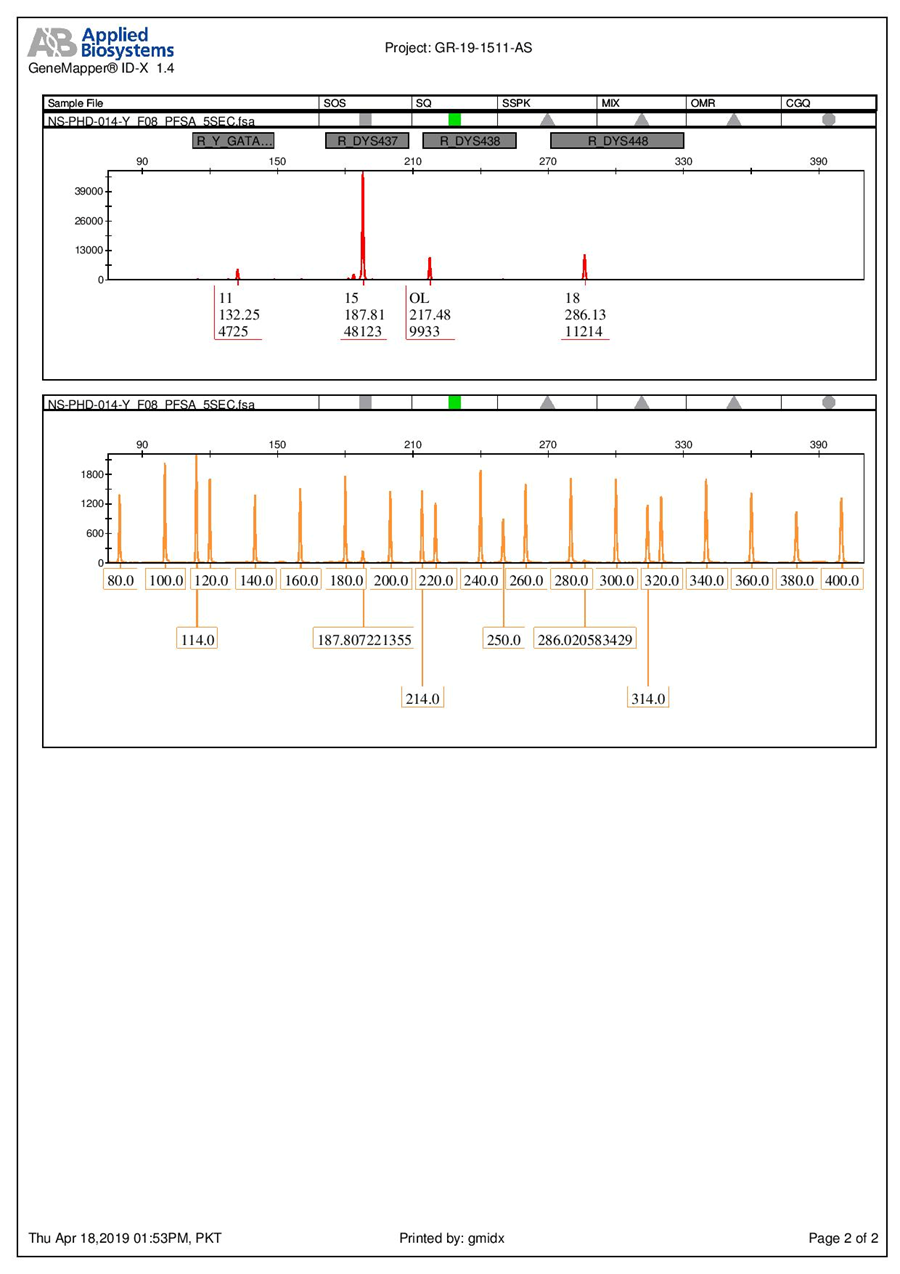 AB Applied
Biosystems
GeneMapper® ID-X 1.4
Project: GR-19-1511-AS
Sample File SOS SQ SSPK MIX OMR CGQ
NS-PHD-014-Y_F08_PFSA_5SEC.fsa
R_Y_GATA... R_DYS437 R_DYS438 R_DYS448
90 150 210 270 330 390
39000
26000
13000
0
11 15 OL 18
132.25 187.81 217.48 286.13
4725 48123 9933 11214
NS-PHD-014-Y_F08_PFSA_5SEC.fsa
90 150 210 270 330 390
1800
1200
600
0
80.0 100.0 120.0 140.0 160.0 180.0 200.0 220.0 240.0 260.0 280.0 300.0 320.0 340.0 360.0 380.0 400.0
114.0 187.807221355 250.0 286.020583429
214.0 314.0
Thu Apr 18,2019 01:53PM, PKT Printed by: gmidx Page 2 of 2